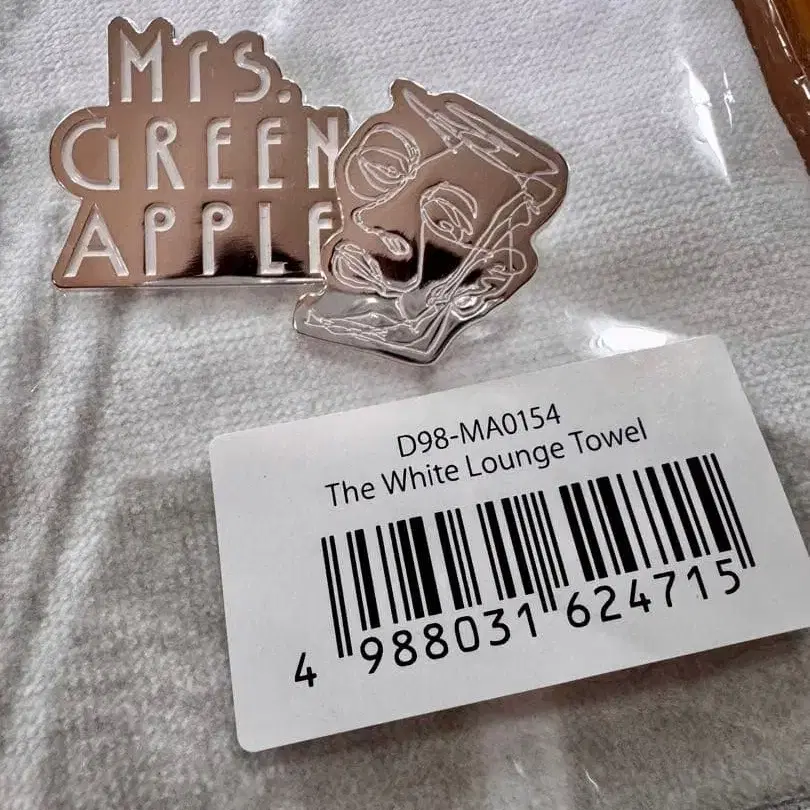 Mrs.
GREEN
APPLE
D98-MA0154
The White Lounge Towel
4 988031 624715